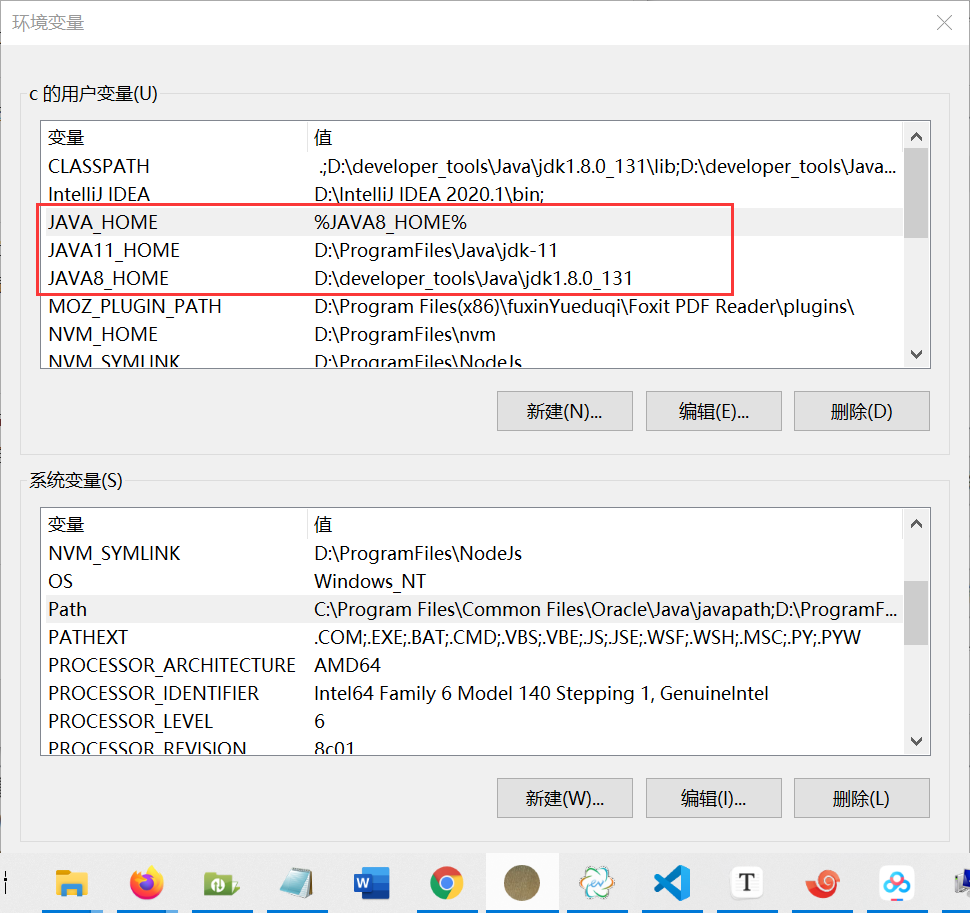 环境变量
c 的用户变量(U)
变量 值
CLASSPATH .;D:\developer_tools\Java\jdk1.8.0_131\lib;D:\developer_tools\Java...
IntelliJ IDEA D:\IntelliJ IDEA 2020.1\bin;
JAVA_HOME %JAVA8_HOME%
JAVA11_HOME D:\ProgramFiles\Java\jdk-11
JAVA8_HOME D:\developer_tools\Java\jdk1.8.0_131
MOZ_PLUGIN_PATH D:\Program Files(x86)\fuxinYueduqi\Foxit PDF Reader\plugins\
NVM_HOME D:\ProgramFiles\nvm
NVM_SYMLINK D:\ProgramFiles\NodeJs
新建(N)... 编辑(E)... 删除(D)
系统变量(S)
变量 值
NVM_SYMLINK D:\ProgramFiles\NodeJs
OS Windows_NT
Path C:\Program Files\Common Files\Oracle\Java\javapath;D:\ProgramF...
PATHEXT .COM;.EXE;.BAT;.CMD;.VBS;.VBE;.JS;.JSE;.WSF;.WSH;.MSC;.PY;.PYW
PROCESSOR_ARCHITECTURE AMD64
PROCESSOR_IDENTIFIER Intel64 Family 6 Model 140 Stepping 1, GenuineIntel
PROCESSOR_LEVEL 6
PROCESSOR_REVISION 8c01
新建(W)... 编辑(I)... 删除(L)
W ev T